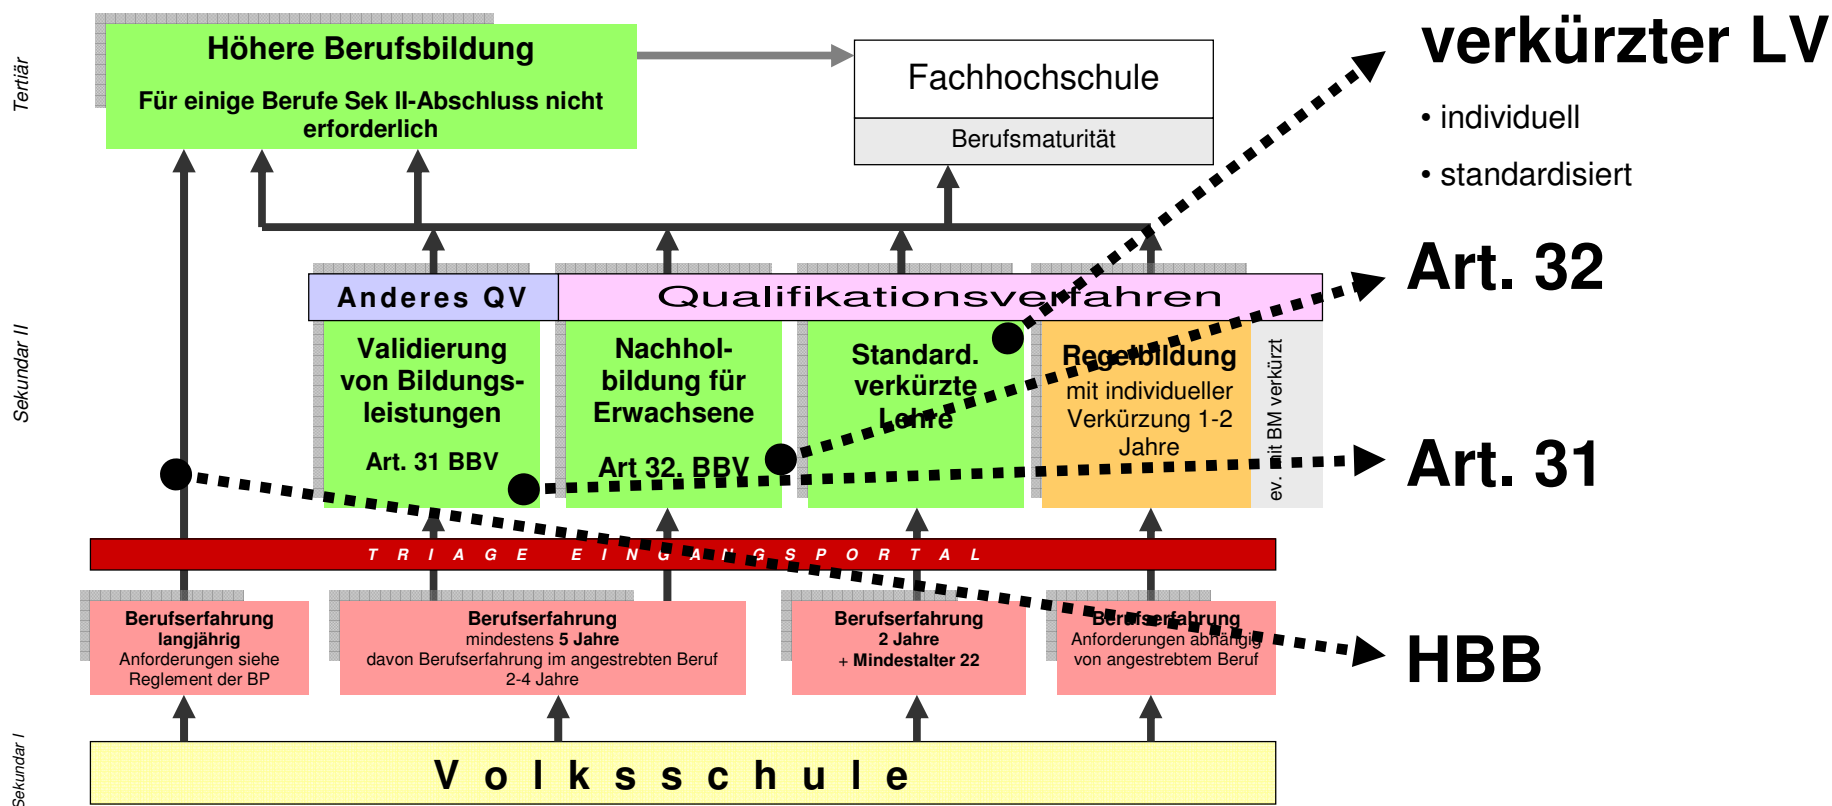 Tertiär
Höhere Berufsbildung
Für einige Berufe Sek II-Abschluss nicht
erforderlich
Fachhochschule
Berufsmaturität
verkürzter LV
• individuell
• standardisiert
Sekundar II
Anderes QV
Qualifikationsverfahren
Validierung
von Bildungs-
leistungen
Art. 31 BBV
Nachhol-
bildung für
Erwachsene
Art 32. BBV
Standard.
verkürzte
Lehre
Regelbildung
mit individueller
Verkürzung 1-2
Jahre
ev. mit BM verkürzt
Art. 32
Art. 31
TRIAGE EINGANGSPORTAL
Berufserfahrung
langjährig
Anforderungen siehe
Reglement der BP
Berufserfahrung
mindestens 5 Jahre
davon Berufserfahrung im angestrebten Beruf
2-4 Jahre
Berufserfahrung
2 Jahre
+ Mindestalter 22
Berufserfahrung
Anforderungen abhängig
von angestrebtem Beruf
HBB
Sekundar I
Volksschule